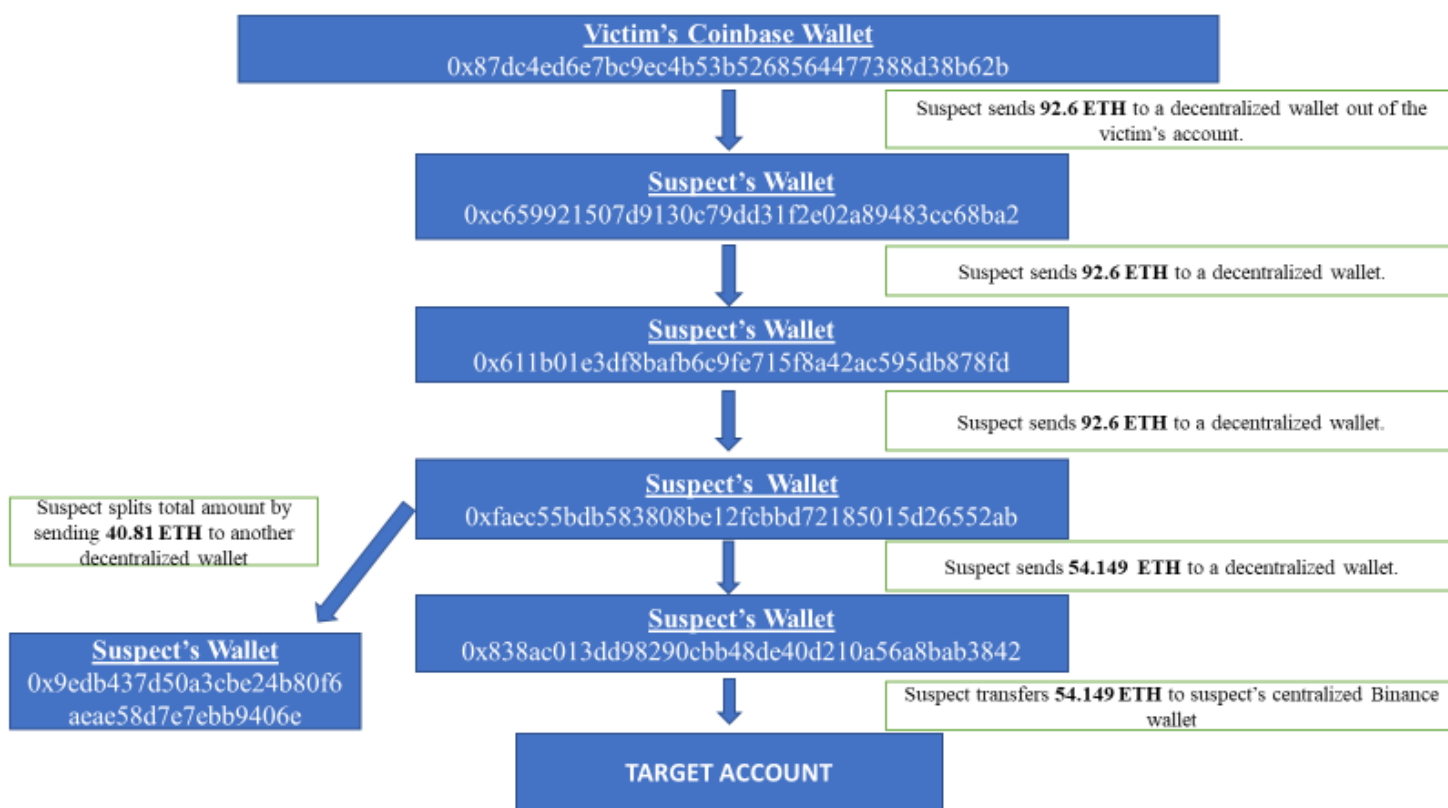 Victim's Coinbase Wallet
0x87dc4ed6e7bc9ec4b53b5268564477388d38b62b
Suspect sends 92.6 ETH to a decentralized wallet out of the
victim's account.
Suspect's Wallet
0xc659921507d9130c79dd31f2e02a89483cc68ba2
Suspect sends 92.6 ETH to a decentralized wallet.
Suspect's Wallet
0x611b01e3df8bafb6c9fe715f8a42ac595db878fd
Suspect sends 92.6 ETH to a decentralized wallet.
Suspect's Wallet
0xfaec55bdb583808be12fcbbd72185015d26552ab
Suspect splits total amount by
sending 40.81 ETH to another
decentralized wallet
Suspect sends 54.149 ETH to a decentralized wallet.
Suspect's Wallet
0x838ac013dd98290cbb48de40d210a56a8bab3842
Suspect's Wallet
0x9edb437d50a3cbe24b80f6
aeae58d7e7ebb9406e
Suspect transfers 54.149 ETH to suspect's centralized Binance
wallet
TARGET ACCOUNT